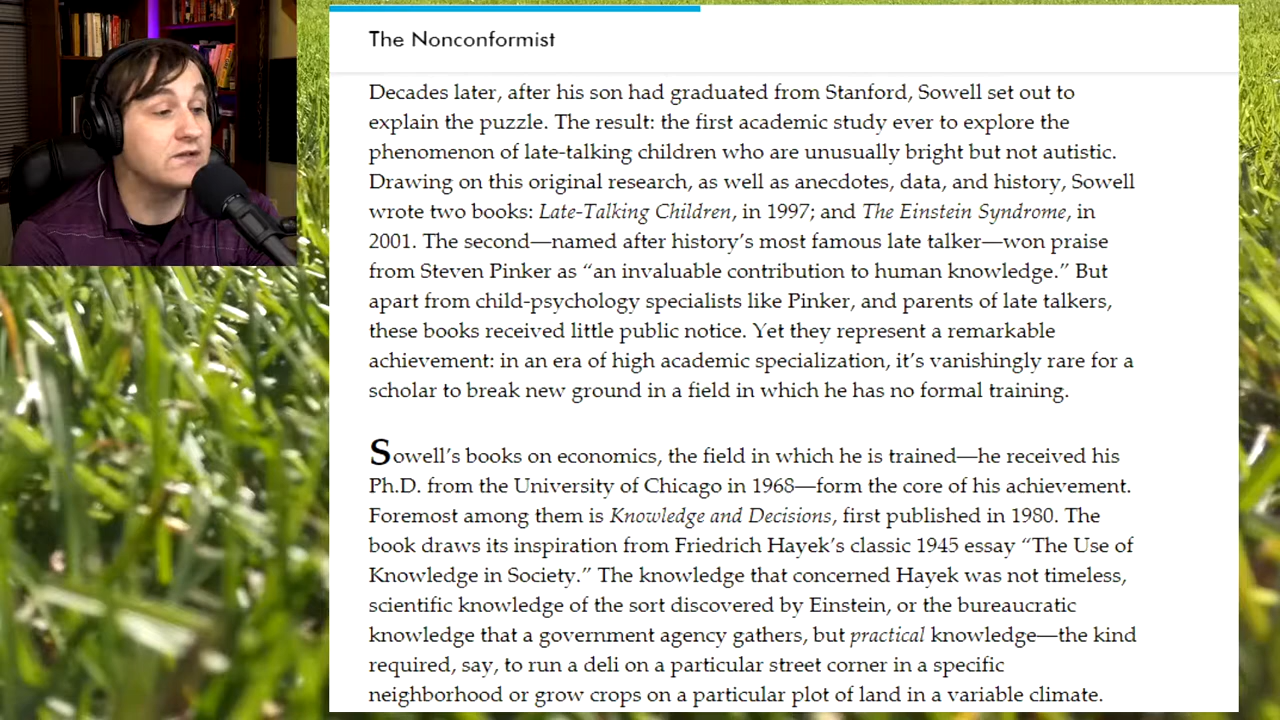 The Nonconformist
Decades later, after his son had graduated from Stanford, Sowell set out to
explain the puzzle. The result: the first academic study ever to explore the
phenomenon of late-talking children who are unusually bright but not autistic.
Drawing on this original research, as well as anecdotes, data, and history, Sowell
wrote two books: Late-Talking Children, in 1997; and The Einstein Syndrome, in
2001. The second—named after history’s most famous late talker—won praise
from Steven Pinker as “an invaluable contribution to human knowledge.” But
apart from child-psychology specialists like Pinker, and parents of late talkers,
these books received little public notice. Yet they represent a remarkable
achievement: in an era of high academic specialization, it’s vanishingly rare for a
scholar to break new ground in a field in which he has no formal training.
Sowell’s books on economics, the field in which he is trained—he received his
Ph.D. from the University of Chicago in 1968—form the core of his achievement.
Foremost among them is Knowledge and Decisions, first published in 1980. The
book draws its inspiration from Friedrich Hayek’s classic 1945 essay “The Use of
Knowledge in Society.” The knowledge that concerned Hayek was not timeless,
scientific knowledge of the sort discovered by Einstein, or the bureaucratic
knowledge that a government agency gathers, but practical knowledge—the kind
required, say, to run a deli on a particular street corner in a specific
neighborhood or grow crops on a particular plot of land in a variable climate.